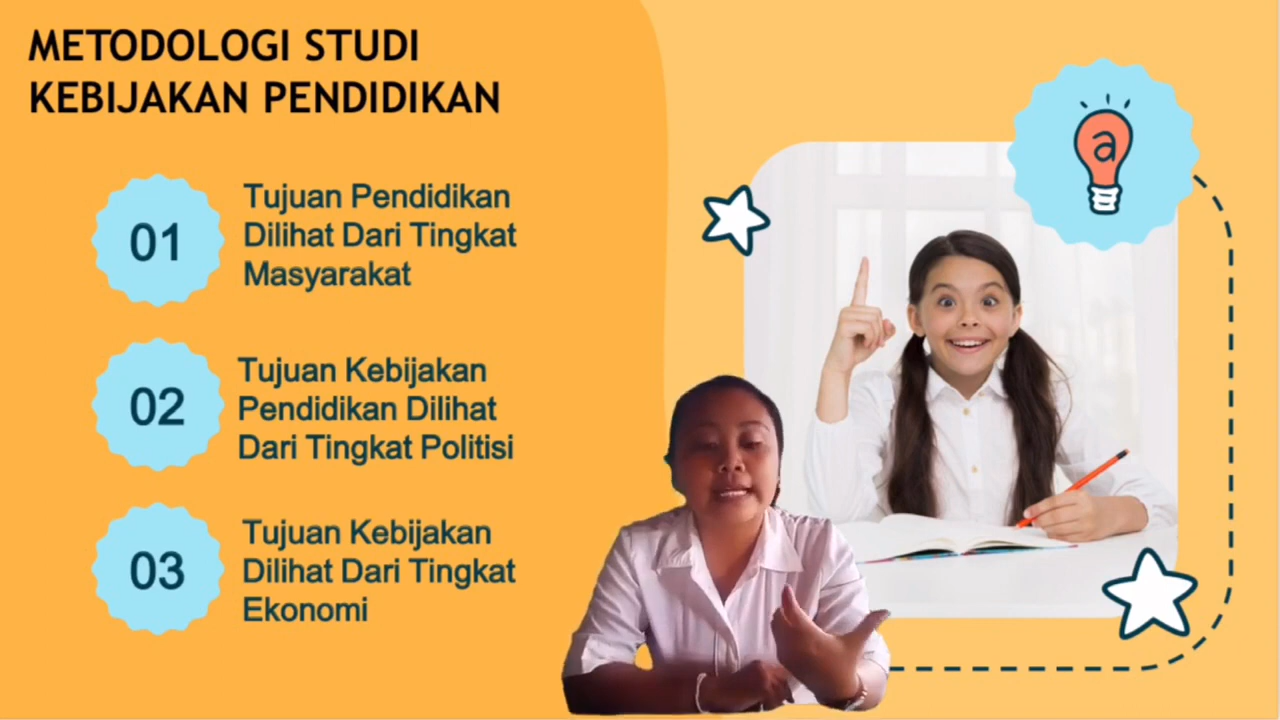 METODOLOGI STUDI
KEBIJAKAN PENDIDIKAN
01
Tujuan Pendidikan
Dilihat Dari Tingkat
Masyarakat
02
Tujuan Kebijakan
Pendidikan Dilihat
Dari Tingkat Politisi
03
Tujuan Kebijakan
Dilihat Dari Tingkat
Ekonomi
a